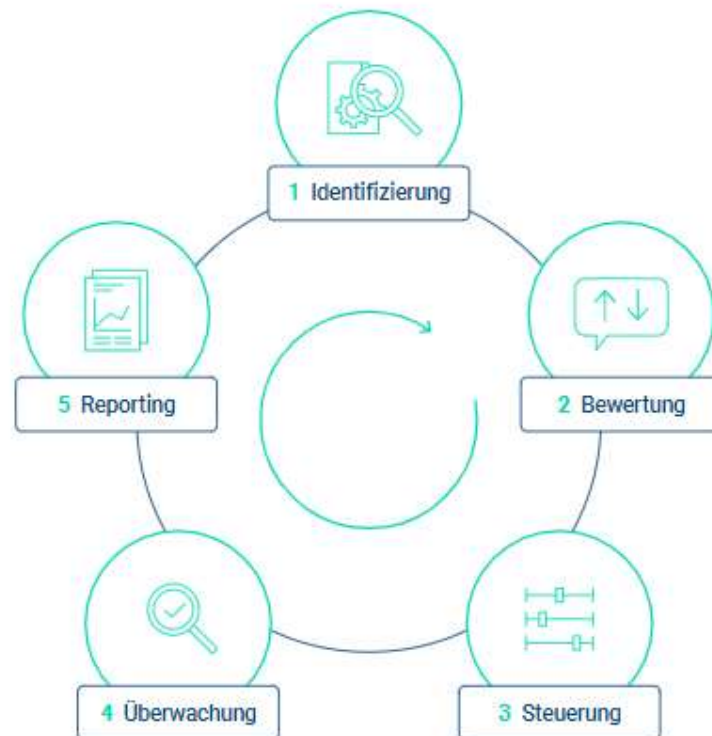 1 Identifizierung
2 Bewertung
3 Steuerung
4 Überwachung
5 Reporting